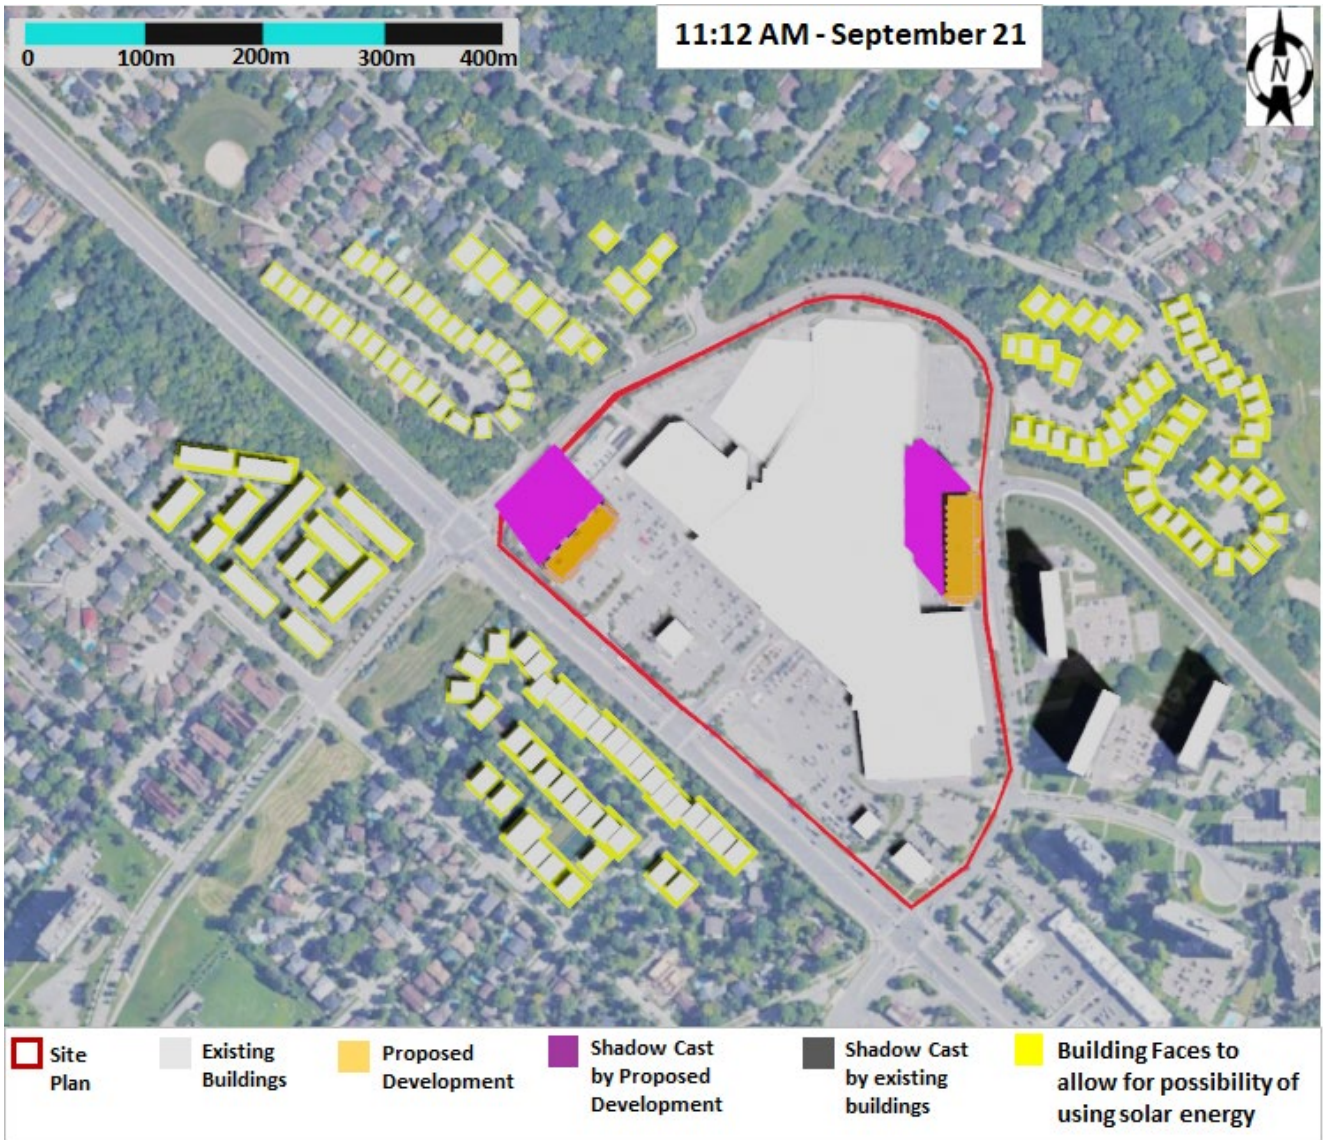 11:12 AM - September 21
N
0 100m 200m 300m 400m
Site
Plan
Existing
Buildings
Proposed
Development
Shadow Cast
by Proposed
Development
Shadow Cast
by existing
buildings
Building Faces to
allow for possibility of
using solar energy